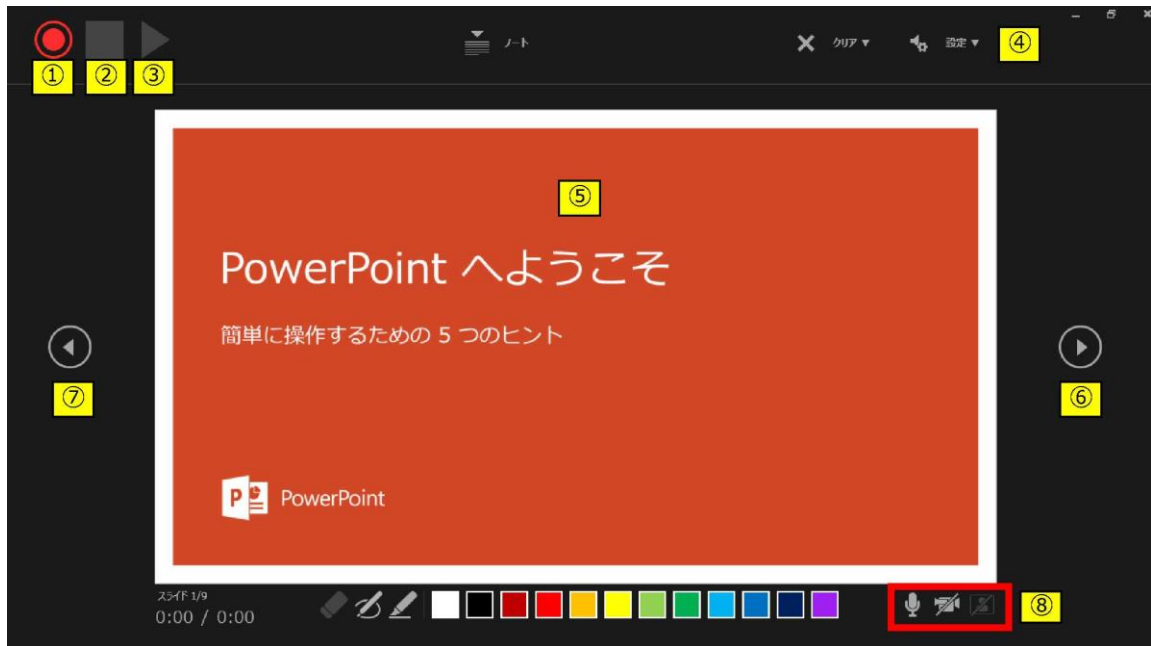 ノート
クリア ▼
設定 ▼
④
① ② ③
⑤
PowerPoint へようこそ
簡単に操作するための 5 つのヒント
⑦
⑥
P PowerPoint
スライド 1/9
0:00 / 0:00
⑧